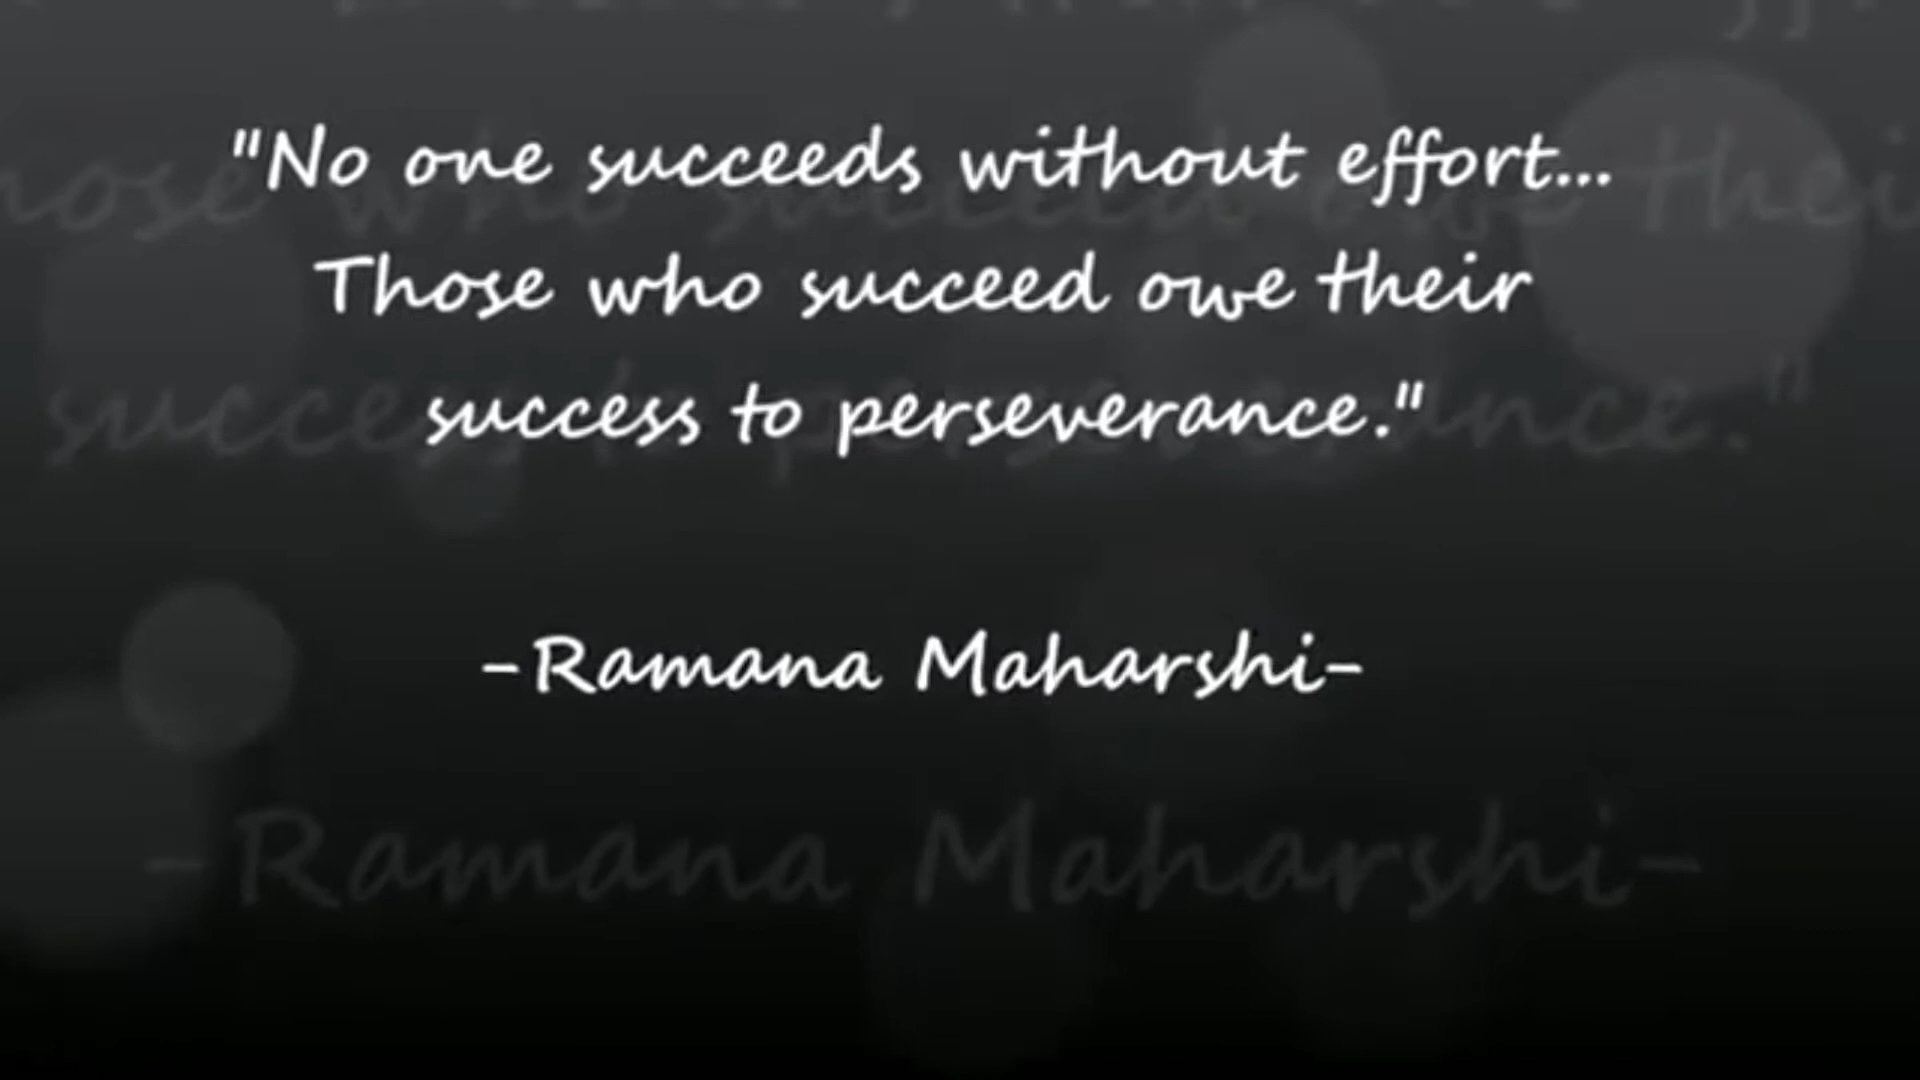 "No one succeeds without effort...
Those who succeed owe their
success to perseverance."
-Ramana Maharshi-